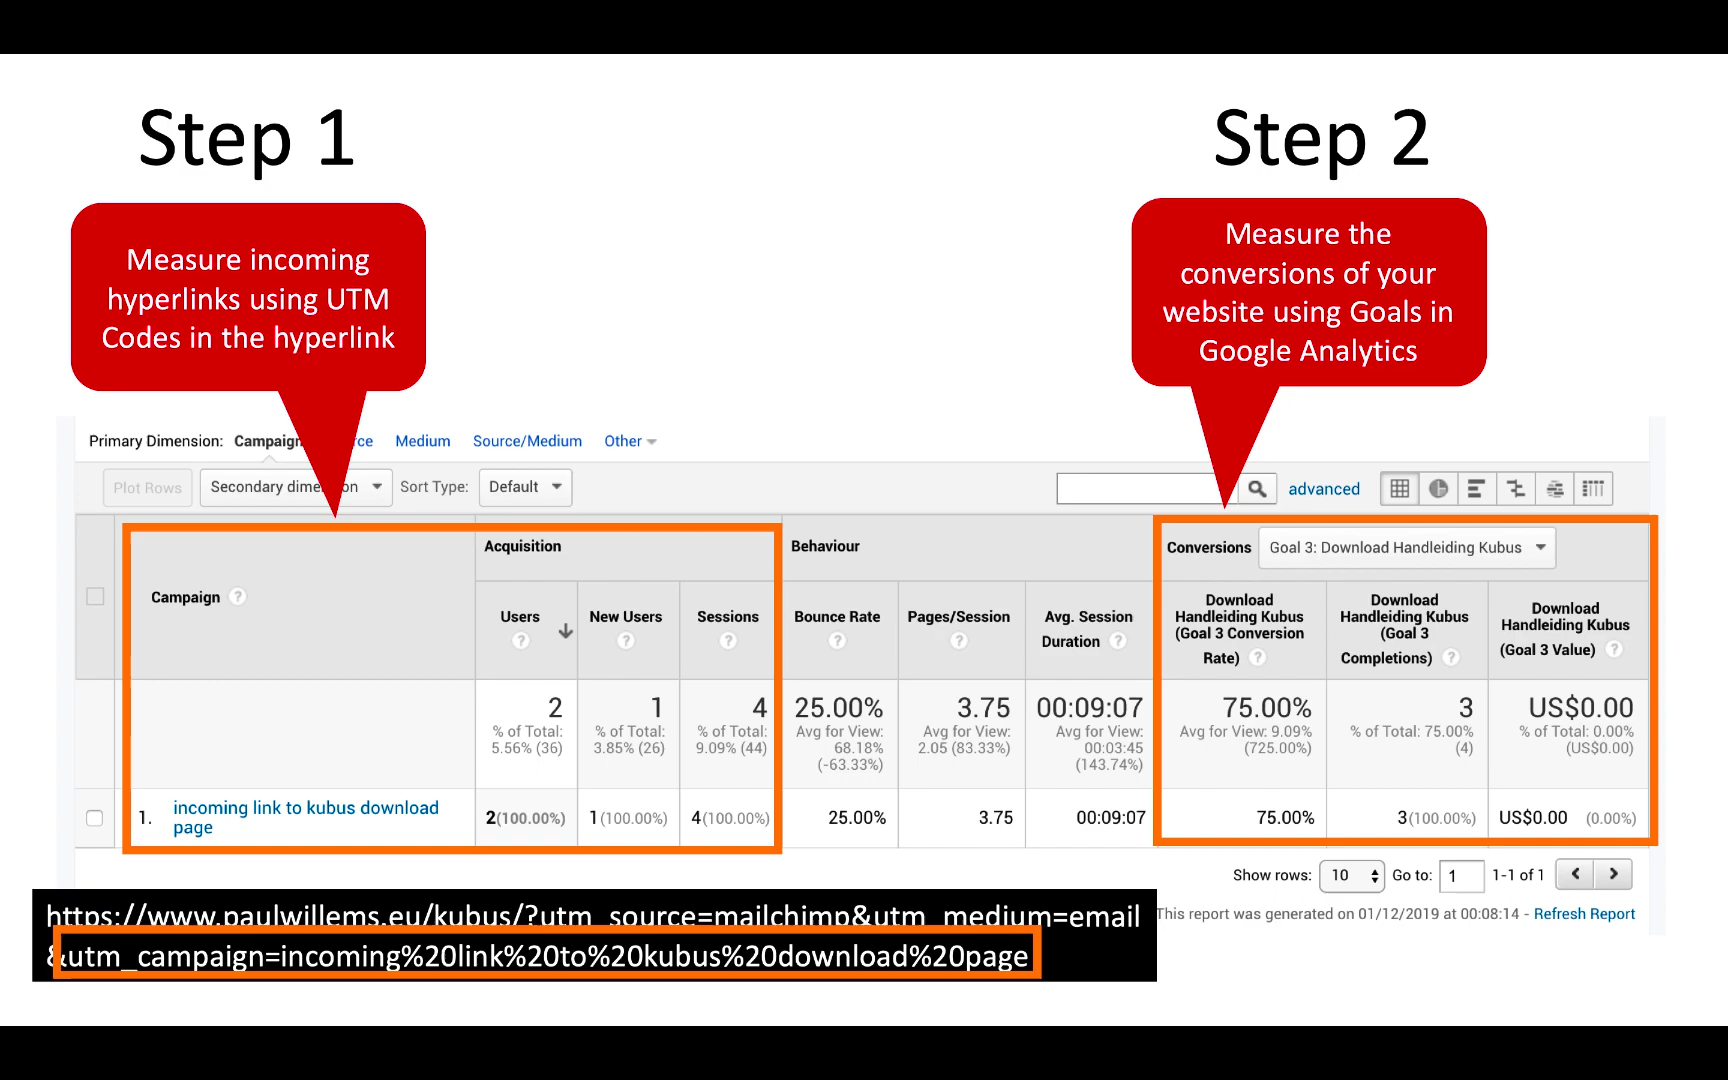 Step 1
Step 2
Measure incoming
hyperlinks using UTM
Codes in the hyperlink
Measure the
conversions of your
website using Goals in
Google Analytics
Primary Dimension: Campaign rce Medium Source/Medium Other
Plot Rows Secondary dimension Sort Type: Default advanced
Campaign ?
Acquisition
Users ?
New Users ?
Sessions ?
Behaviour
Bounce Rate ?
Pages/Session ?
Avg. Session
Duration ?
Conversions Goal 3: Download Handleiding Kubus
Download
Handleiding Kubus
(Goal 3 Conversion
Rate) ?
Download
Handleiding Kubus
(Goal 3
Completions) ?
Download
Handleiding Kubus
(Goal 3 Value) ?
2
% of Total:
5.56% (36)
1
% of Total:
3.85% (26)
4
% of Total:
9.09% (44)
25.00%
Avg for View:
68.18%
(-63.33%)
3.75
Avg for View:
2.05 (83.33%)
00:09:07
Avg for View:
00:03:45
(143.74%)
75.00%
Avg for View: 9.09%
(725.00%)
3
% of Total: 75.00%
(4)
US$0.00
% of Total: 0.00%
(US$0.00)
1. incoming link to kubus download
page
2(100.00%) 1(100.00%) 4(100.00%) 25.00% 3.75 00:09:07 75.00% 3(100.00%) US$0.00 (0.00%)
Show rows: 10 Go to: 1 1-1 of 1
This report was generated on 01/12/2019 at 00:08:14 - Refresh Report
https://www.paulwillems.eu/kubus/?utm_source=mailchimp&utm_medium=email
&utm_campaign=incoming%20link%20to%20kubus%20download%20page